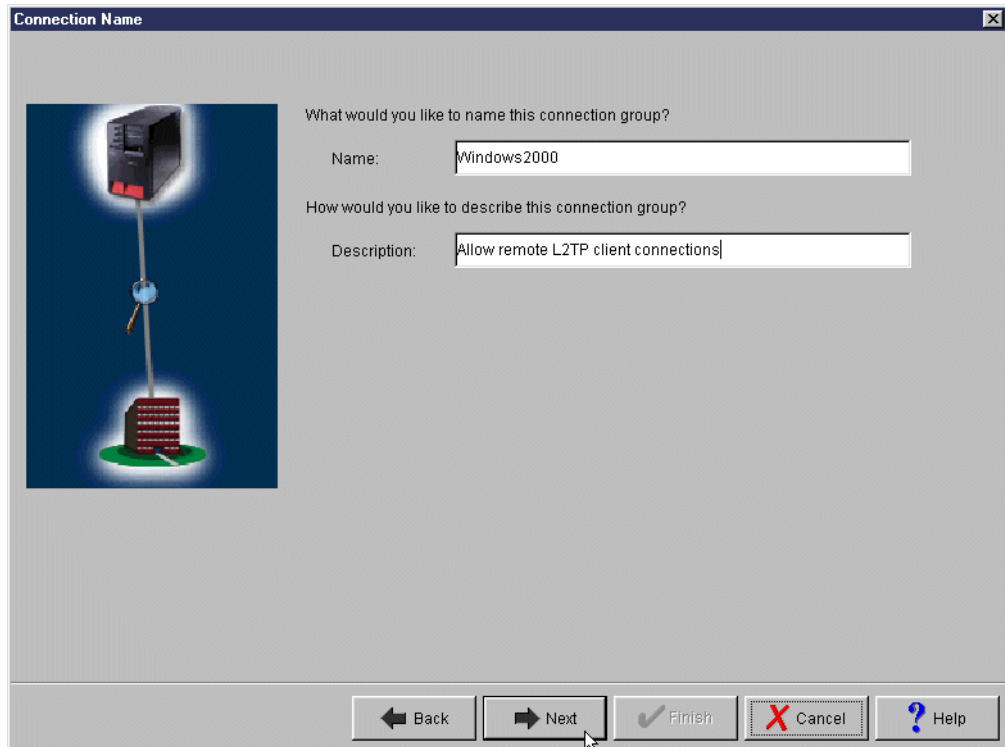 Connection Name
What would you like to name this connection group?
Name: Windows2000
How would you like to describe this connection group?
Description: Allow remote L2TP client connections
Back Next Finish Cancel ? Help